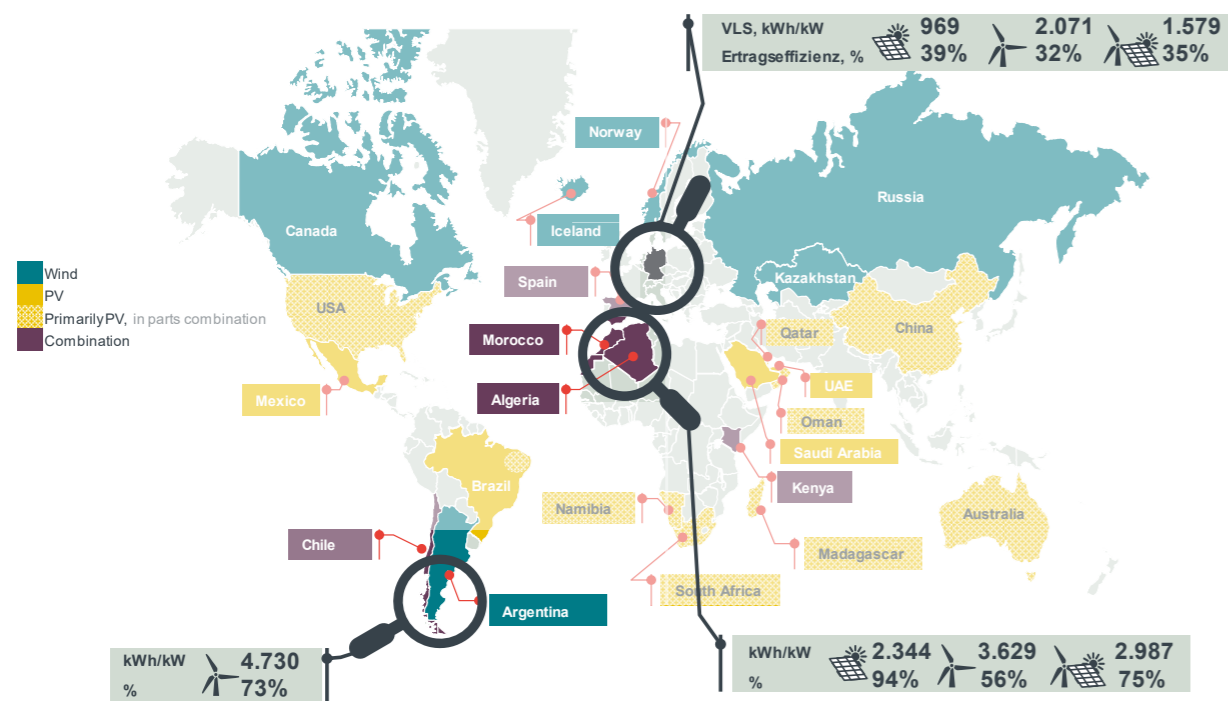 VLS, kWh/kW 969 2.071 1.579
Ertragseffizienz, % 39% 32% 35%
Norway
Russia
Canada
Iceland
Kazakhstan
Spain
Wind
PV
PrimarilyPV, in parts combination
Combination
USA
Qatar
China
Morocco
Algeria
UAE
Mexico
Oman
Saudi Arabia
Brazil
Kenya
Namibia
Australia
Chile
Madagascar
South Africa
Argentina
kWh/kW 4.730
% 73%
kWh/kW 2.344 3.629 2.987
% 94% 56% 75%